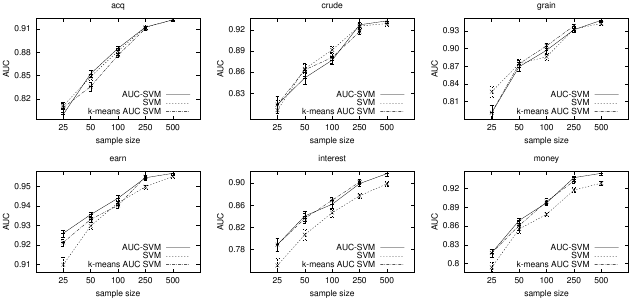 acq
AUC
0.91
0.88
0.85
0.82
AUC-SVM
SVM
k-means AUC SVM
25 50 100 250 500
sample size
crude
AUC
0.92
0.89
0.86
0.83
AUC-SVM
SVM
k-means AUC SVM
25 50 100 250 500
sample size
grain
AUC
0.93
0.90
0.87
0.84
0.81
AUC-SVM
SVM
k-means AUC SVM
25 50 100 250 500
sample size
earn
AUC
0.95
0.94
0.93
0.92
0.91
AUC-SVM
SVM
k-means AUC SVM
25 50 100 250 500
sample size
interest
AUC
0.90
0.86
0.82
0.78
AUC-SVM
SVM
k-means AUC SVM
25 50 100 250 500
sample size
money
AUC
0.92
0.89
0.86
0.83
0.8
AUC-SVM
SVM
k-means AUC SVM
25 50 100 250 500
sample size